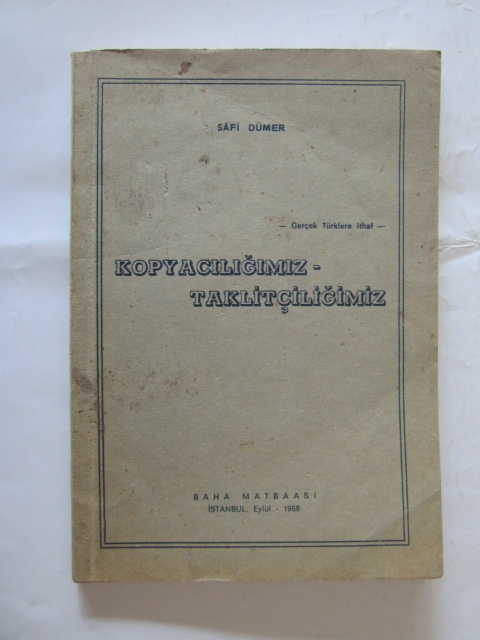 SÂFİ DÜMER
— Gerçek Türklere ithaf —
KOPYACILIĞIMIZ -
TAKLİTÇİLİĞİMİZ
BAHA MATBAASI
İSTANBUL, Eylül - 1968